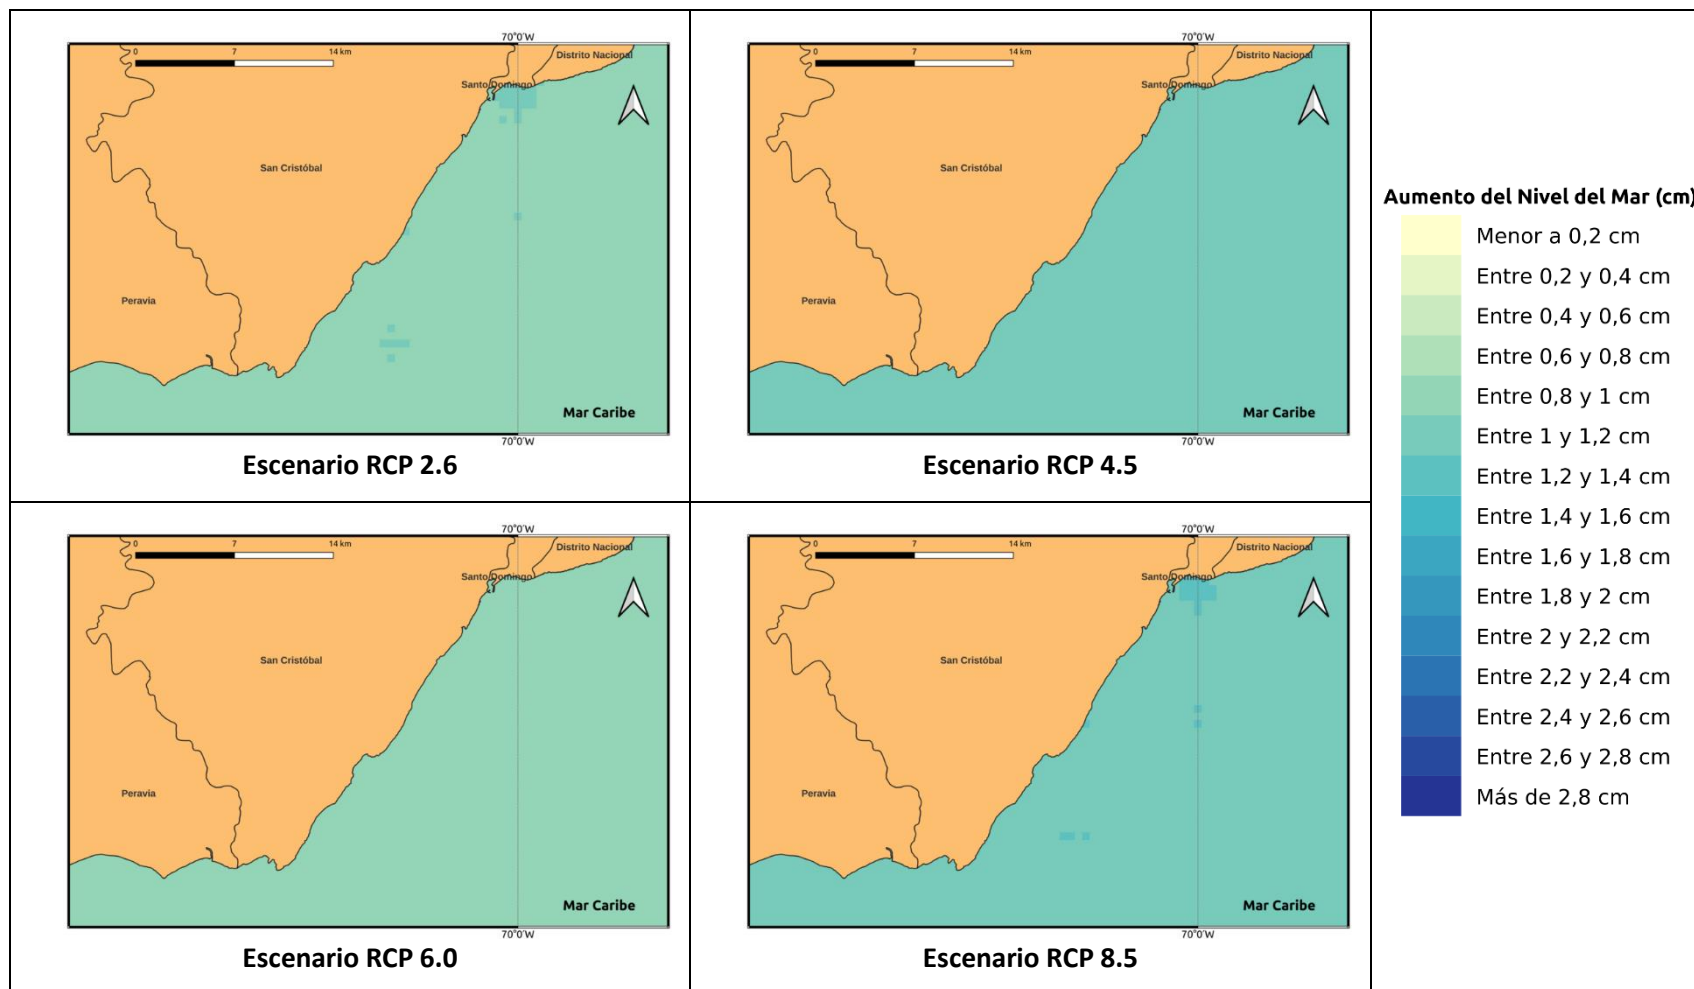 70°0'W
0 7 14 km
Distrito Nacional
Santo Domingo
San Cristóbal
Peravia
Mar Caribe
70°0'W
Escenario RCP 2.6
70°0'W
0 7 14 km
Distrito Nacional
Santo Domingo
San Cristóbal
Peravia
Mar Caribe
70°0'W
Escenario RCP 4.5
70°0'W
0 7 14 km
Distrito Nacional
Santo Domingo
San Cristóbal
Peravia
Mar Caribe
70°0'W
Escenario RCP 6.0
70°0'W
0 7 14 km
Distrito Nacional
Santo Domingo
San Cristóbal
Peravia
Mar Caribe
70°0'W
Escenario RCP 8.5
Aumento del Nivel del Mar (cm)
Menor a 0,2 cm
Entre 0,2 y 0,4 cm
Entre 0,4 y 0,6 cm
Entre 0,6 y 0,8 cm
Entre 0,8 y 1 cm
Entre 1 y 1,2 cm
Entre 1,2 y 1,4 cm
Entre 1,4 y 1,6 cm
Entre 1,6 y 1,8 cm
Entre 1,8 y 2 cm
Entre 2 y 2,2 cm
Entre 2,2 y 2,4 cm
Entre 2,4 y 2,6 cm
Entre 2,6 y 2,8 cm
Más de 2,8 cm